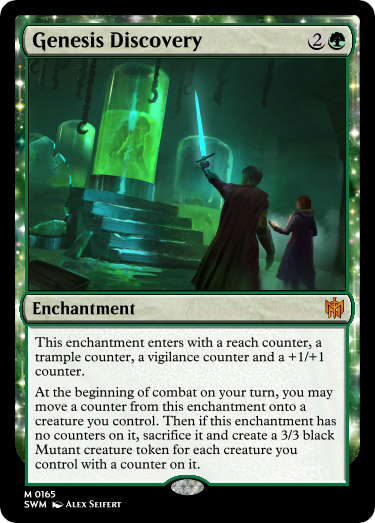 Genesis Discovery 2
Enchantment
This enchantment enters with a reach counter, a
trample counter, a vigilance counter and a +1/+1
counter.
At the beginning of combat on your turn, you may
move a counter from this enchantment onto a
creature you control. Then if this enchantment has
no counters on it, sacrifice it and create a 3/3 black
Mutant creature token for each creature you
control with a counter on it.
M 0165
SWM Alex Seifert